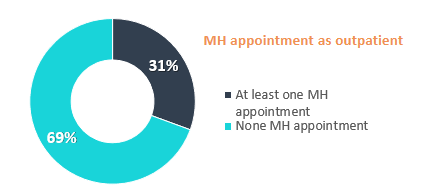 MH appointment as outpatient
31%
At least one MH
appointment
None MH appointment
69%